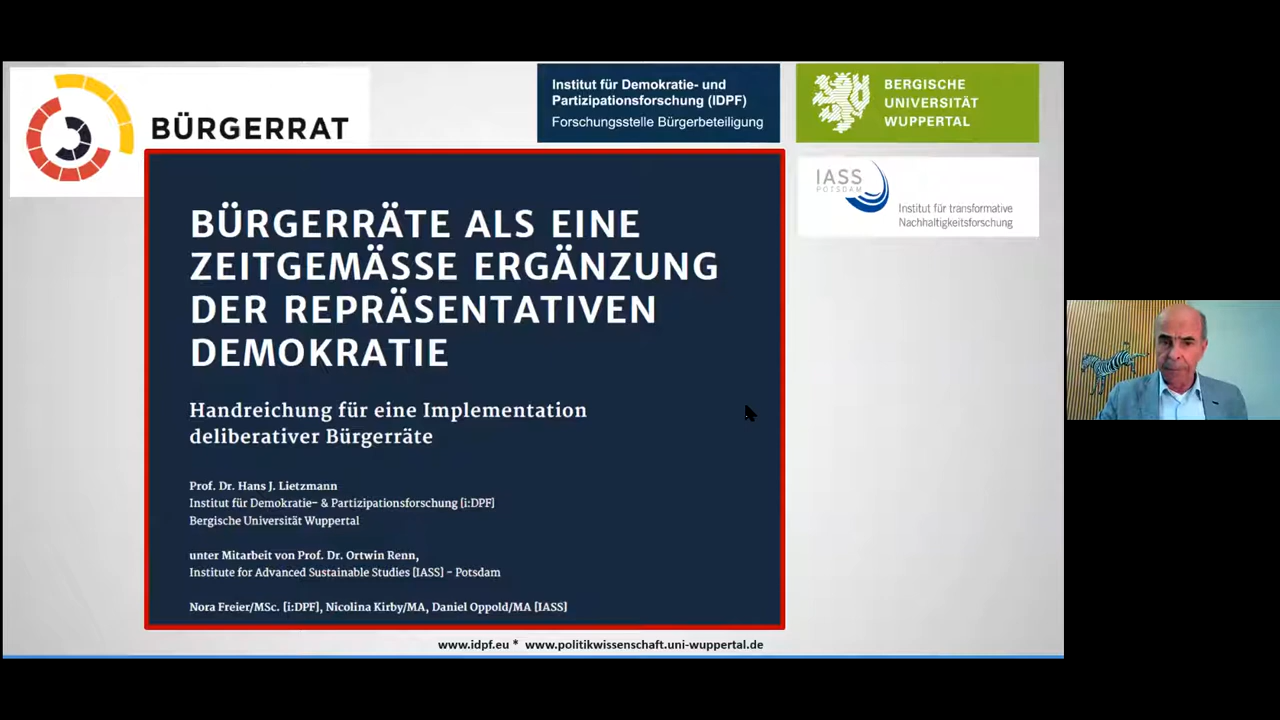 BÜRGERRAT
Institut für Demokratie- und
Partizipationsforschung (IDPF)
Forschungsstelle Bürgerbeteiligung
BERGISCHE
UNIVERSITÄT
WUPPERTAL
IASS
POTSDAM
Institut für transformative
Nachhaltigkeitsforschung
BÜRGERRÄTE ALS EINE
ZEITGEMÄSSE ERGÄNZUNG
DER REPRÄSENTATIVEN
DEMOKRATIE
Handreichung für eine Implementation
deliberativer Bürgerräte
Prof. Dr. Hans J. Lietzmann
Institut für Demokratie- & Partizipationsforschung [i:DPF]
Bergische Universität Wuppertal
unter Mitarbeit von Prof. Dr. Ortwin Renn,
Institute for Advanced Sustainable Studies [IASS] – Potsdam
Nora Freier/MSc. [i:DPF], Nicolina Kirby/MA, Daniel Oppold/MA [IASS]
www.idpf.eu * www.politikwissenschaft.uni-wuppertal.de